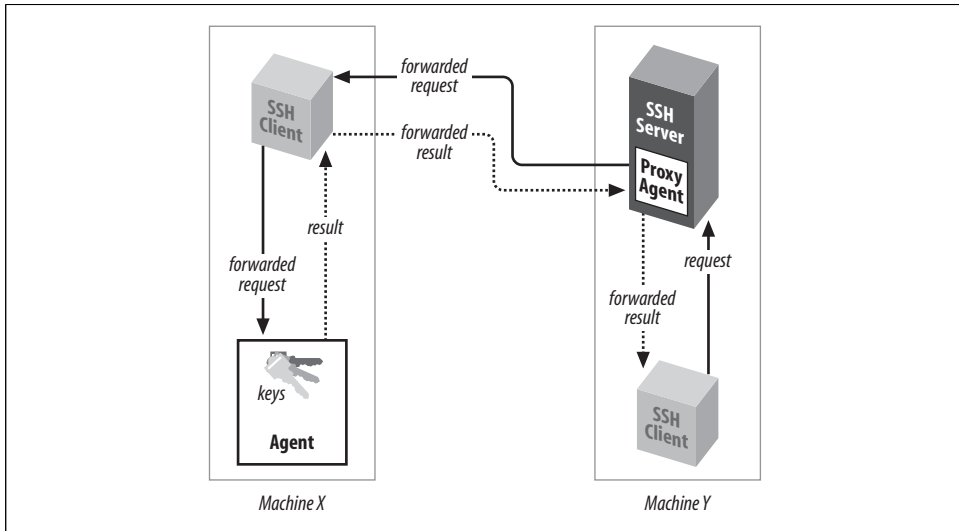 SSH
Client
forwarded
request
forwarded
result
SSH
Server
Proxy
Agent
result
forwarded
request
request
forwarded
result
keys
Agent
SSH
Client
Machine X
Machine Y